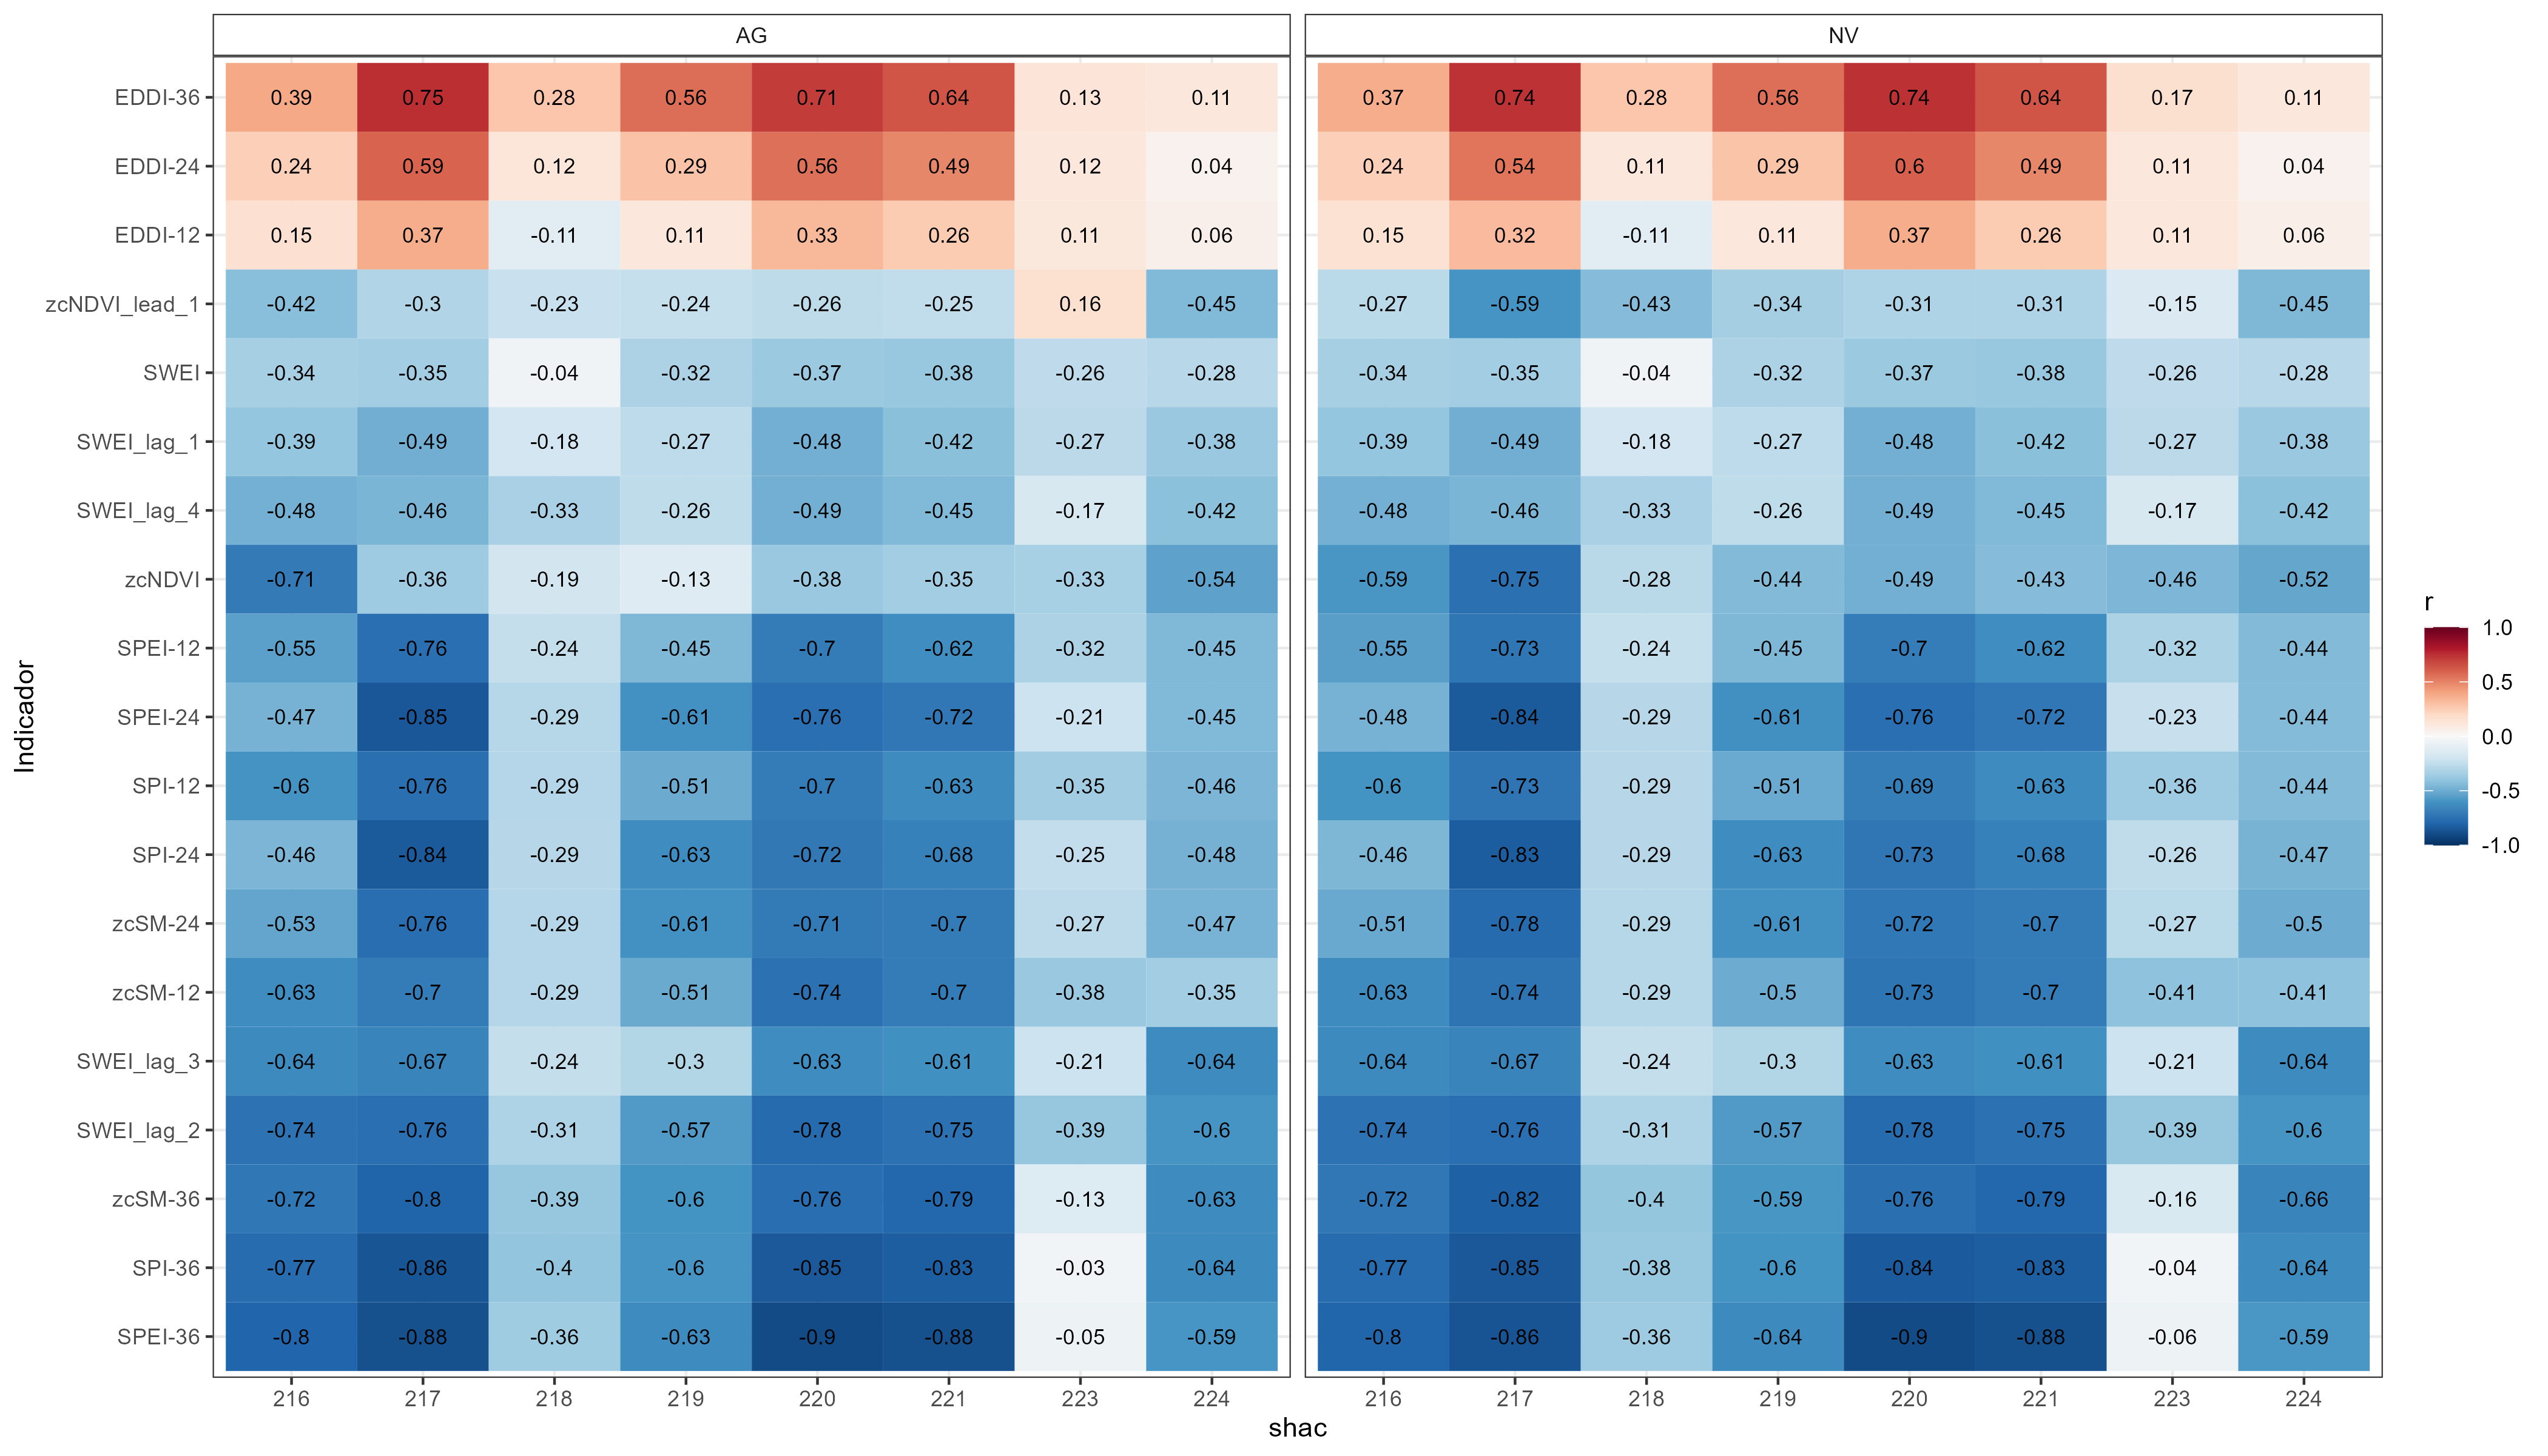 AG NV
EDDI-36 0.39 0.75 0.28 0.56 0.71 0.64 0.13 0.11 0.37 0.74 0.28 0.56 0.74 0.64 0.17 0.11
EDDI-24 0.24 0.59 0.12 0.29 0.56 0.49 0.12 0.04 0.24 0.54 0.11 0.29 0.6 0.49 0.11 0.04
EDDI-12 0.15 0.37 -0.11 0.11 0.33 0.26 0.11 0.06 0.15 0.32 -0.11 0.11 0.37 0.26 0.11 0.06
zcNDVI_lead_1 -0.42 -0.3 -0.23 -0.24 -0.26 -0.25 0.16 -0.45 -0.27 -0.59 -0.43 -0.34 -0.31 -0.31 -0.15 -0.45
SWEI -0.34 -0.35 -0.04 -0.32 -0.37 -0.38 -0.26 -0.28 -0.34 -0.35 -0.04 -0.32 -0.37 -0.38 -0.26 -0.28
SWEI_lag_1 -0.39 -0.49 -0.18 -0.27 -0.48 -0.42 -0.27 -0.38 -0.39 -0.49 -0.18 -0.27 -0.48 -0.42 -0.27 -0.38
SWEI_lag_4 -0.48 -0.46 -0.33 -0.26 -0.49 -0.45 -0.17 -0.42 -0.48 -0.46 -0.33 -0.26 -0.49 -0.45 -0.17 -0.42
zcNDVI -0.71 -0.36 -0.19 -0.13 -0.38 -0.35 -0.33 -0.54 -0.59 -0.75 -0.28 -0.44 -0.49 -0.43 -0.46 -0.52
SPEI-12 -0.55 -0.76 -0.24 -0.45 -0.7 -0.62 -0.32 -0.45 -0.55 -0.73 -0.24 -0.45 -0.7 -0.62 -0.32 -0.44
SPEI-24 -0.47 -0.85 -0.29 -0.61 -0.76 -0.72 -0.21 -0.45 -0.48 -0.84 -0.29 -0.61 -0.76 -0.72 -0.23 -0.44
SPI-12 -0.6 -0.76 -0.29 -0.51 -0.7 -0.63 -0.35 -0.46 -0.6 -0.73 -0.29 -0.51 -0.69 -0.63 -0.36 -0.44
SPI-24 -0.46 -0.84 -0.29 -0.63 -0.72 -0.68 -0.25 -0.48 -0.46 -0.83 -0.29 -0.63 -0.73 -0.68 -0.26 -0.47
zcSM-24 -0.53 -0.76 -0.29 -0.61 -0.71 -0.7 -0.27 -0.47 -0.51 -0.78 -0.29 -0.61 -0.72 -0.7 -0.27 -0.5
zcSM-12 -0.63 -0.7 -0.29 -0.51 -0.74 -0.7 -0.38 -0.35 -0.63 -0.74 -0.29 -0.5 -0.73 -0.7 -0.41 -0.41
SWEI_lag_3 -0.64 -0.67 -0.24 -0.3 -0.63 -0.61 -0.21 -0.64 -0.64 -0.67 -0.24 -0.3 -0.63 -0.61 -0.21 -0.64
SWEI_lag_2 -0.74 -0.76 -0.31 -0.57 -0.78 -0.75 -0.39 -0.6 -0.74 -0.76 -0.31 -0.57 -0.78 -0.75 -0.39 -0.6
zcSM-36 -0.72 -0.8 -0.39 -0.6 -0.76 -0.79 -0.13 -0.63 -0.72 -0.82 -0.4 -0.59 -0.76 -0.79 -0.16 -0.66
SPI-36 -0.77 -0.86 -0.4 -0.6 -0.85 -0.83 -0.03 -0.64 -0.77 -0.85 -0.38 -0.6 -0.84 -0.83 -0.04 -0.64
SPEI-36 -0.8 -0.88 -0.36 -0.63 -0.9 -0.88 -0.05 -0.59 -0.8 -0.86 -0.36 -0.64 -0.9 -0.88 -0.06 -0.59
216 217 218 219 220 221 223 224 216 217 218 219 220 221 223 224
shac
Indicador
r
1.0
0.5
0.0
-0.5
-1.0